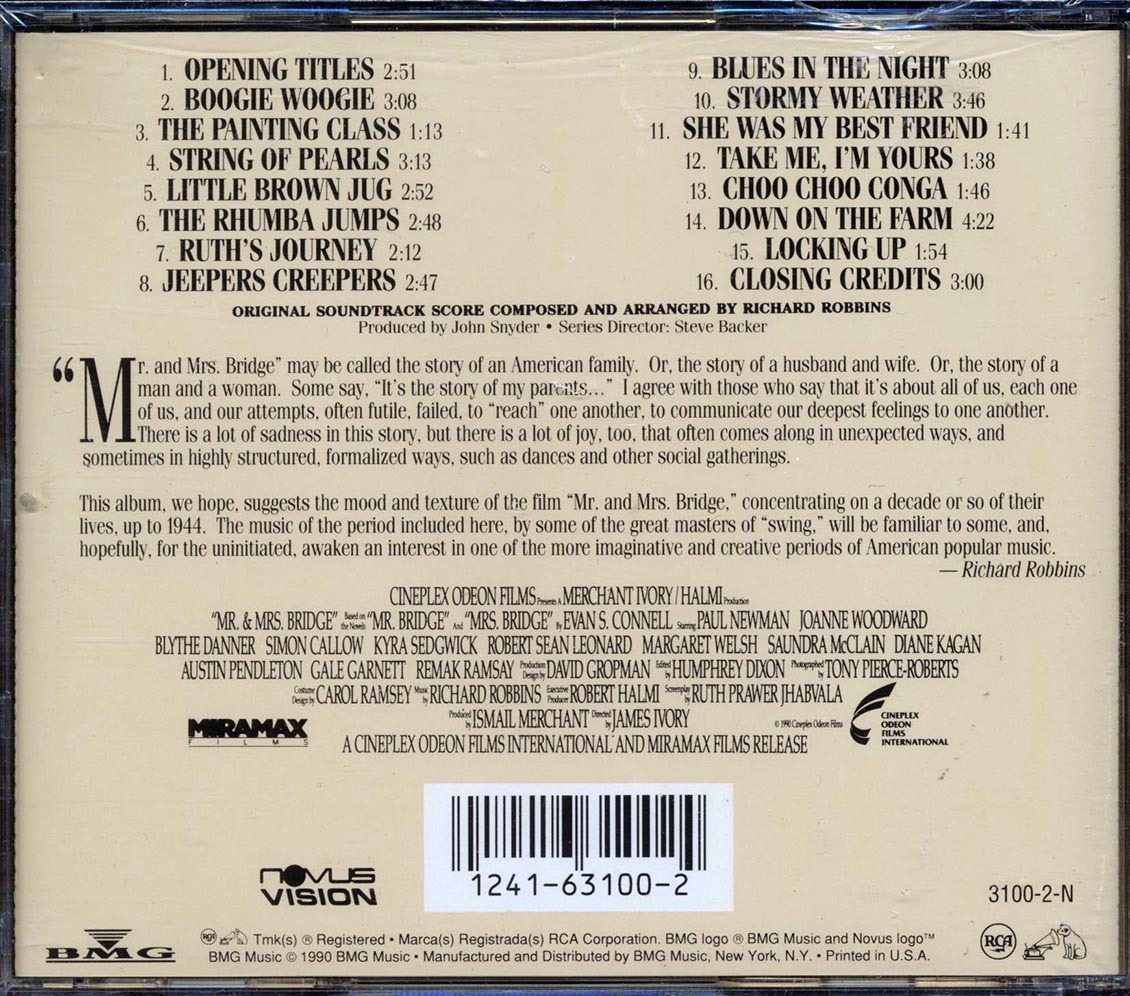 1. OPENING TITLES 2:51
2. BOOGIE WOOGIE 3:08
3. THE PAINTING CLASS 1:13
4. STRING OF PEARLS 3:13
5. LITTLE BROWN JUG 2:52
6. THE RHUMBA JUMPS 2:48
7. RUTH'S JOURNEY 2:12
8. JEEPERS CREEPERS 2:47
9. BLUES IN THE NIGHT 3:08
10. STORMY WEATHER 3:46
11. SHE WAS MY BEST FRIEND 1:41
12. TAKE ME, I'M YOURS 1:38
13. CHOO CHOO CONGA 1:46
14. DOWN ON THE FARM 4:22
15. LOCKING UP 1:54
16. CLOSING CREDITS 3:00
ORIGINAL SOUNDTRACK SCORE COMPOSED AND ARRANGED BY RICHARD ROBBINS
Produced by John Snyder • Series Director: Steve Backer
“Mr. and Mrs. Bridge” may be called the story of an American family. Or, the story of a husband and wife. Or, the story of a
man and a woman. Some say, “It's the story of my parents...” I agree with those who say that it's about all of us, each one
of us, and our attempts, often futile, failed, to “reach” one another, to communicate our deepest feelings to one another.
There is a lot of sadness in this story, but there is a lot of joy, too, that often comes along in unexpected ways, and
sometimes in highly structured, formalized ways, such as dances and other social gatherings.
This album, we hope, suggests the mood and texture of the film “Mr. and Mrs. Bridge,” concentrating on a decade or so of their
lives, up to 1944. The music of the period included here, by some of the great masters of “swing,” will be familiar to some, and,
hopefully, for the uninitiated, awaken an interest in one of the more imaginative and creative periods of American popular music.
— Richard Robbins
CINEPLEX ODEON FILMS Presents A MERCHANT IVORY / HALMI Production
“MR. & MRS. BRIDGE” Based on the Novels “MR. BRIDGE” And “MRS. BRIDGE” By EVAN S. CONNELL Starring PAUL NEWMAN JOANNE WOODWARD
BLYTHE DANNER SIMON CALLOW KYRA SEDGWICK ROBERT SEAN LEONARD MARGARET WELSH SAUNDRA McCLAIN DIANE KAGAN
AUSTIN PENDLETON GALE GARNETT REMAK RAMSAY Production Design by DAVID GROPMAN Edited by HUMPHREY DIXON Photographed by TONY PIERCE-ROBERTS
Costume Design by CAROL RAMSEY Music by RICHARD ROBBINS Executive Producer ROBERT HALMI Screenplay by RUTH PRAWER JHABVALA
Produced by ISMAIL MERCHANT Directed by JAMES IVORY
© 1990 Cineplex Odeon Films
A CINEPLEX ODEON FILMS INTERNATIONAL AND MIRAMAX FILMS RELEASE
MIRAMAX
FILMS
CINEPLEX
ODEON
FILMS
INTERNATIONAL
1241-63100-2
NOVUS
VISION
3100-2-N
BMG
RCA Tmk(s) ® Registered • Marca(s) Registrada(s) RCA Corporation. BMG logo ® BMG Music and Novus logo™
BMG Music © 1990 BMG Music • Manufactured and Distributed by BMG Music, New York, N.Y. • Printed in U.S.A.
RCA